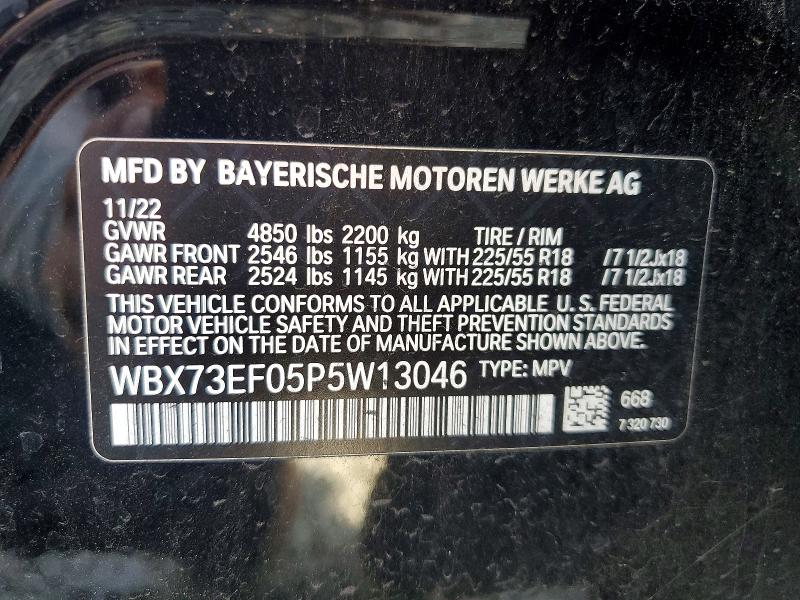 MFD BY BAYERISCHE MOTOREN WERKE AG
11/22
GVWR 4850 lbs 2200 kg TIRE / RIM
GAWR FRONT 2546 lbs 1155 kg WITH 225/55 R18 /7 1/2Jx18
GAWR REAR 2524 lbs 1145 kg WITH 225/55 R18 /7 1/2Jx18
THIS VEHICLE CONFORMS TO ALL APPLICABLE U. S. FEDERAL
MOTOR VEHICLE SAFETY AND THEFT PREVENTION STANDARDS
IN EFFECT ON THE DATE OF MANUFACTURE SHOWN ABOVE.
WBX73EF05P5W13046 TYPE: MPV
668
7 320 730